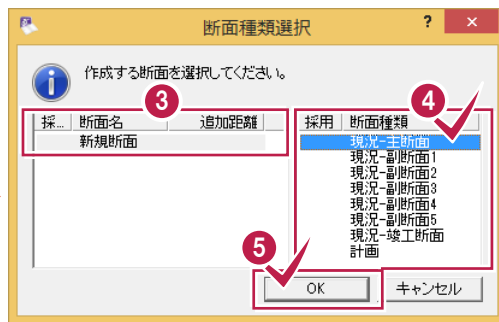 断面種類選択
?
×
作成する断面を選択してください。
3
4
採... 断面名 追加距離
新規断面
採用 断面種類
現況-主断面
現況-副断面1
現況-副断面2
現況-副断面3
現況-副断面4
現況-副断面5
現況-竣工断面
計画
5
OK
キャンセル